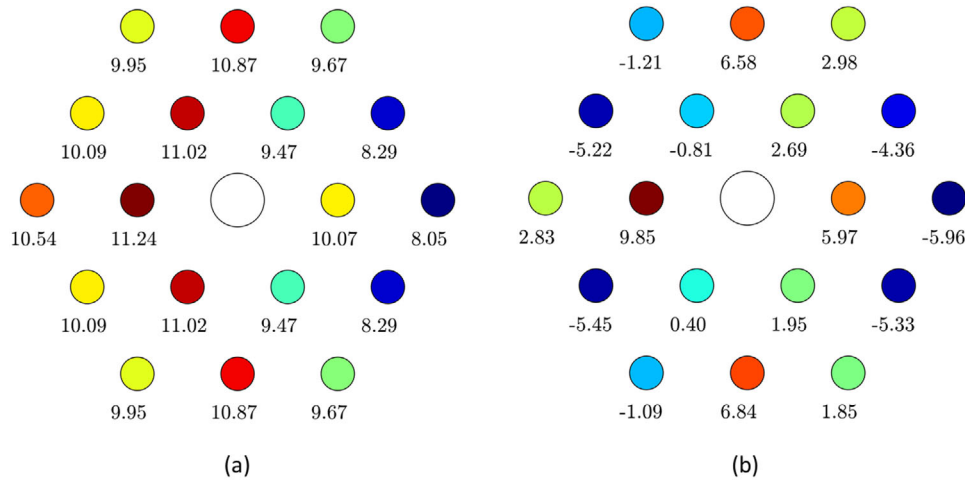 9.95 10.87 9.67
10.09 11.02 9.47 8.29
10.54 11.24 10.07 8.05
10.09 11.02 9.47 8.29
9.95 10.87 9.67
(a)
-1.21 6.58 2.98
-5.22 -0.81 2.69 -4.36
2.83 9.85 5.97 -5.96
-5.45 0.40 1.95 -5.33
-1.09 6.84 1.85
(b)